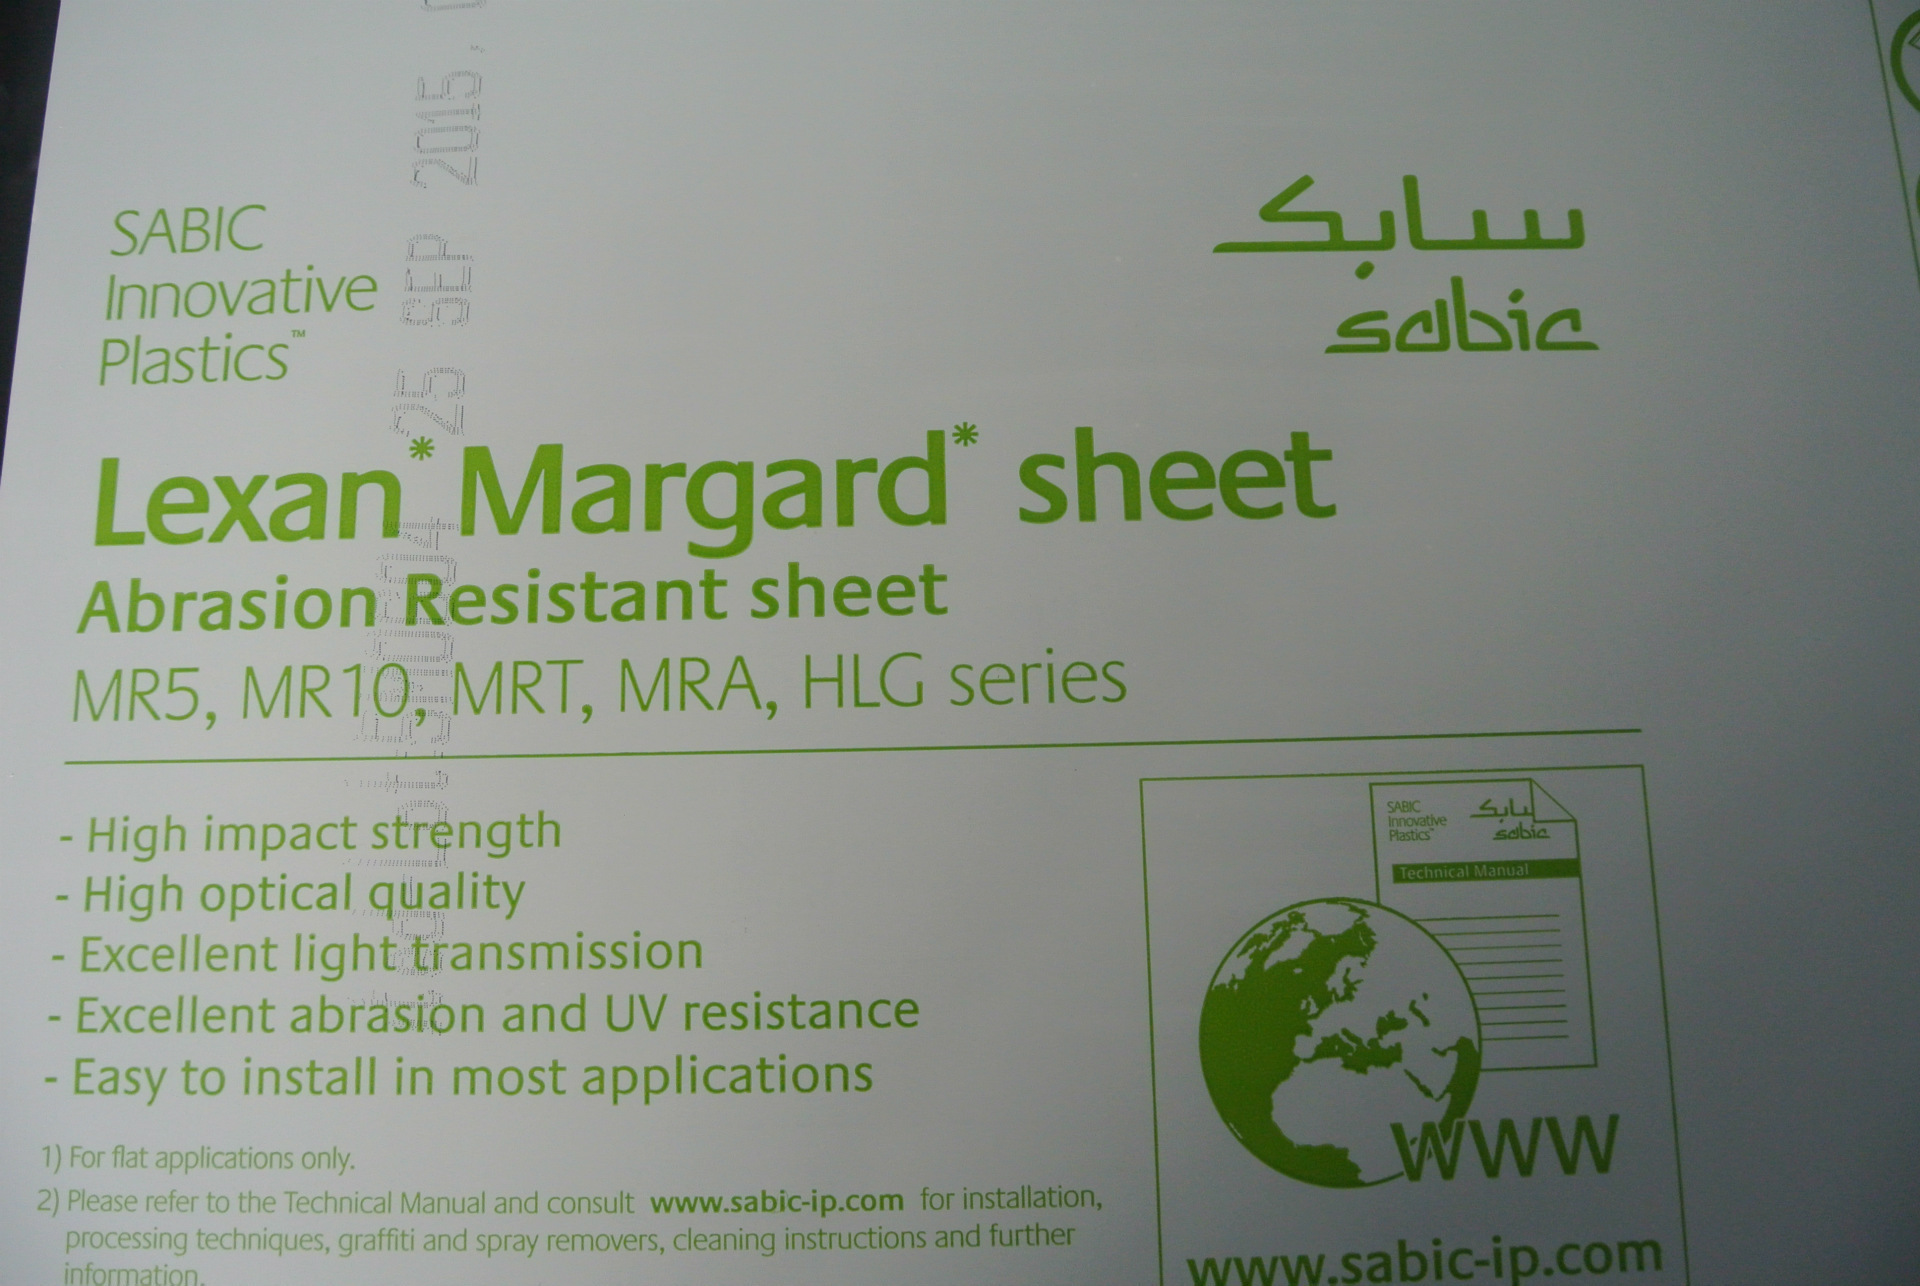 SABIC
Innovative
Plastics™
سابك
sabic
25 SEP 2015
Lexan* Margard* sheet
Abrasion Resistant sheet
MR5, MR10, MRT, MRA, HLG series
- High impact strength
- High optical quality
- Excellent light transmission
- Excellent abrasion and UV resistance
- Easy to install in most applications
1) For flat applications only.
2) Please refer to the Technical Manual and consult www.sabic-ip.com for installation,
processing techniques, graffiti and spray removers, cleaning instructions and further
information.
SABIC
Innovative
Plastics™
سابك
sabic
Technical Manual
WWW
www.sabic-ip.com